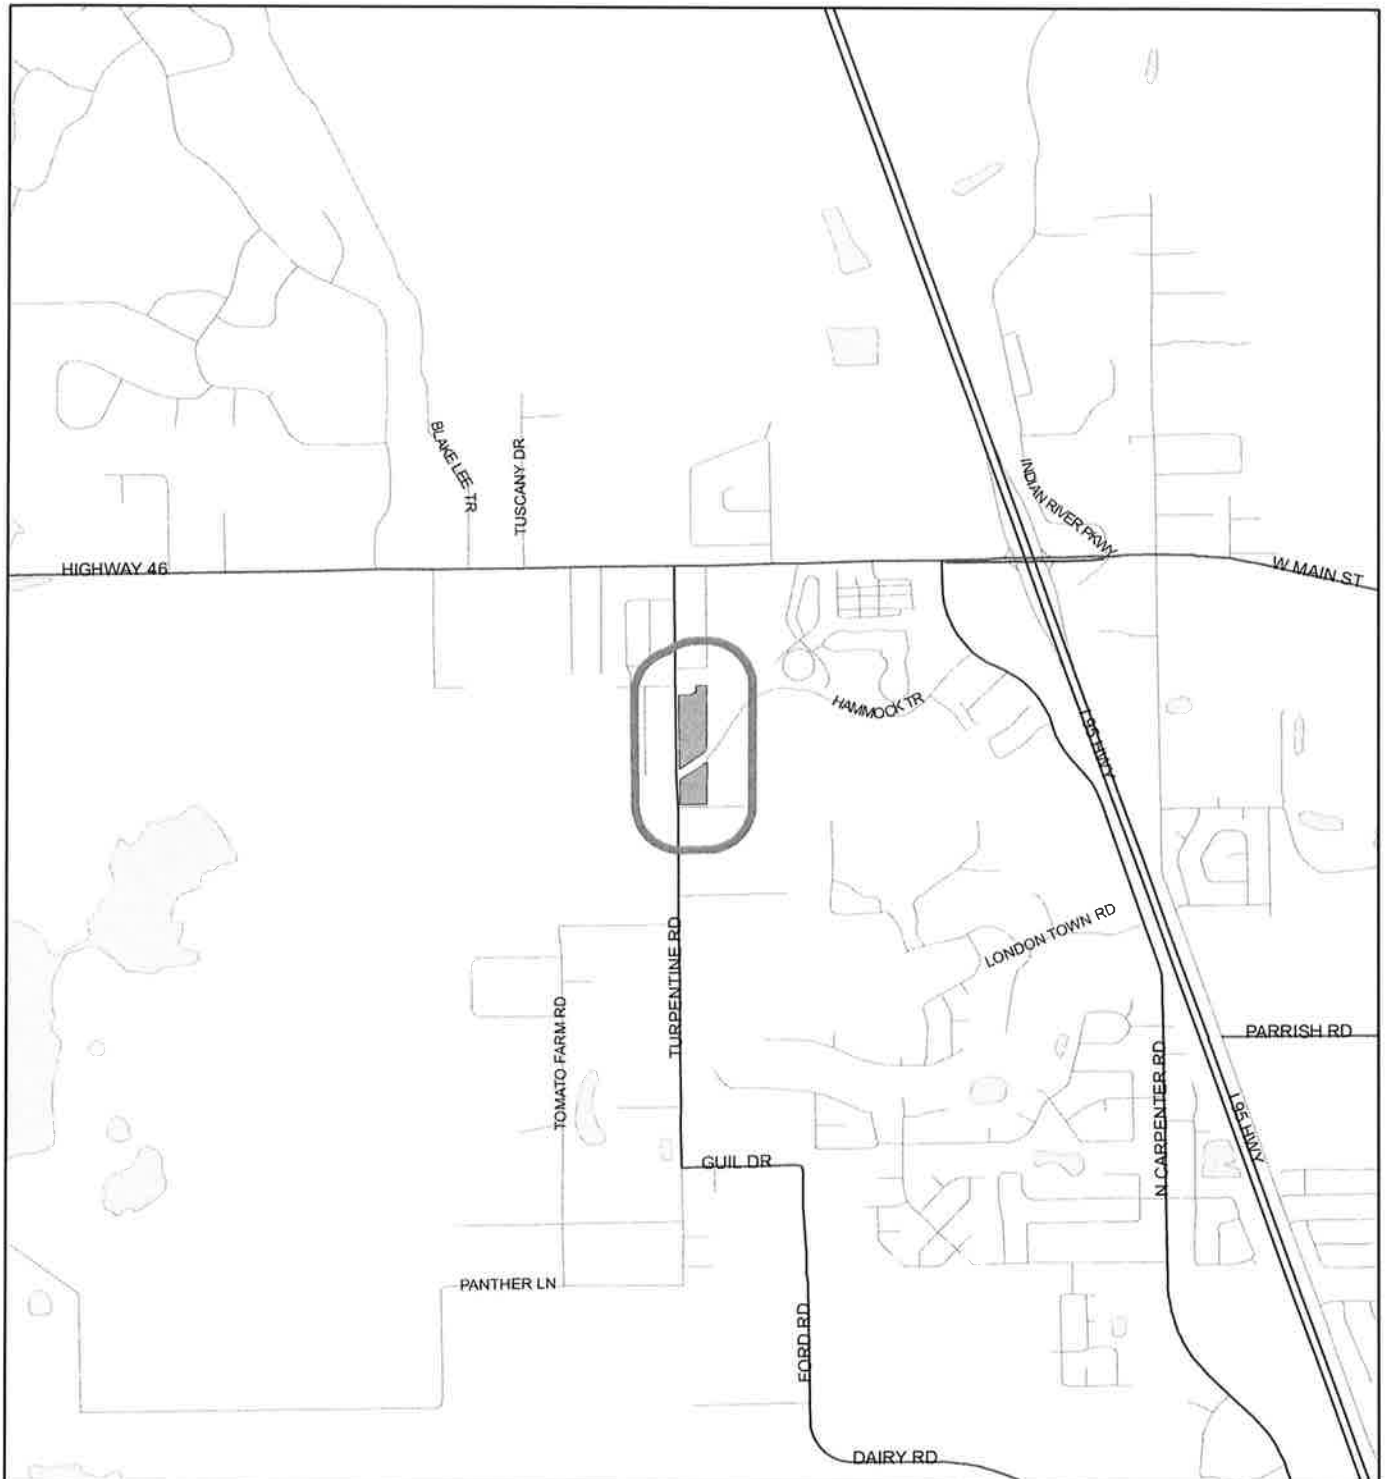 BLAKE LEE TR
TUSCANY DR
INDIAN RIVER PKWY
HIGHWAY 46
W MAIN ST
HAMMOCK TR
I 95 HWY
LONDON TOWN RD
TURPENTINE RD
TOMATO FARM RD
PARRISH RD
N CARPENTER RD
I 95 HWY
GUIL DR
PANTHER LN
FORD RD
DAIRY RD